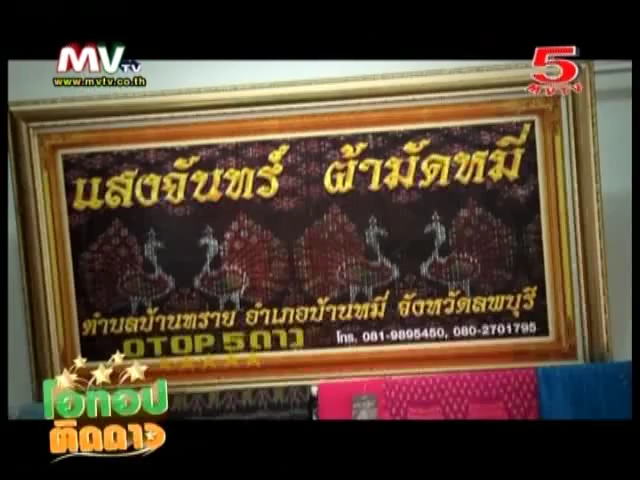 MVTV
www.mvtv.co.th
5
MVTV
แสงจันทร์ ผ้ามัดหมี่
ตำบลบ้านทราย อำเภอบ้านหมี่ จังหวัดลพบุรี
OTOP 5 ดาว
โทร. 081-9895450, 080-2701795
โอทอป
ติดดาว